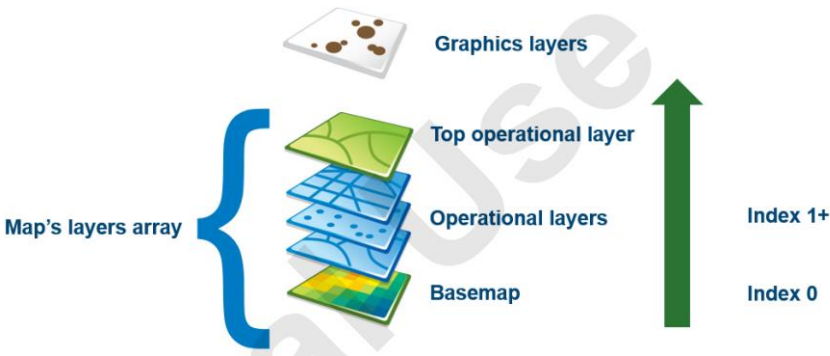 Graphics layers
Top operational layer
Map's layers array
Operational layers
Index 1+
Basemap
Index 0